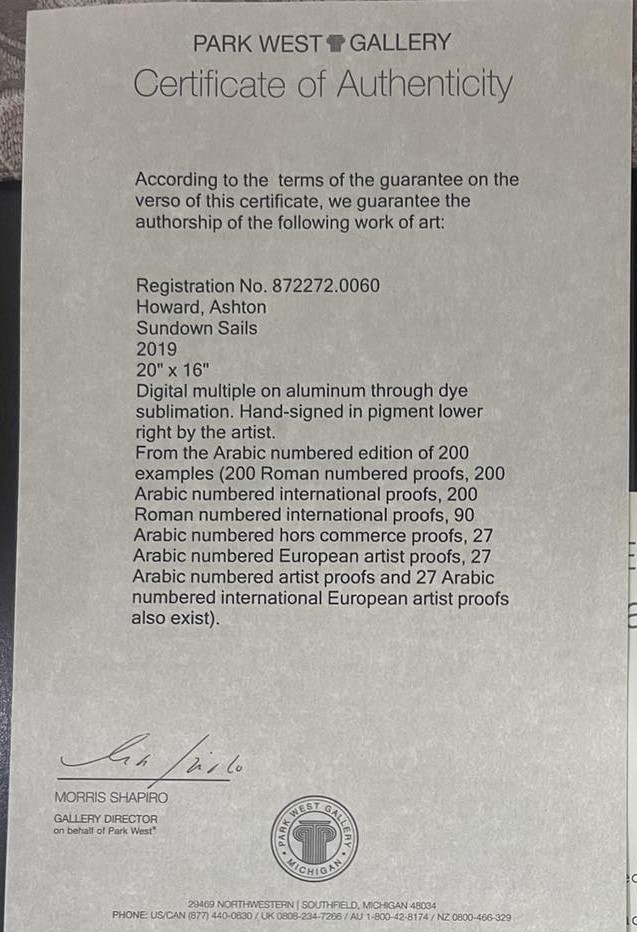 PARK WEST GALLERY
Certificate of Authenticity
According to the terms of the guarantee on the
verso of this certificate, we guarantee the
authorship of the following work of art:
Registration No. 872272.0060
Howard, Ashton
Sundown Sails
2019
20" x 16"
Digital multiple on aluminum through dye
sublimation. Hand-signed in pigment lower
right by the artist.
From the Arabic numbered edition of 200
examples (200 Roman numbered proofs, 200
Arabic numbered international proofs, 200
Roman numbered international proofs, 90
Arabic numbered hors commerce proofs, 27
Arabic numbered European artist proofs, 27
Arabic numbered artist proofs and 27 Arabic
numbered international European artist proofs
also exist).
MORRIS SHAPIRO
GALLERY DIRECTOR
on behalf of Park West®
PARK WEST GALLERY
• MICHIGAN •
29469 NORTHWESTERN | SOUTHFIELD, MICHIGAN 48034
PHONE: US/CAN (877) 440-0630 / UK 0808-234-7266 / AU 1-800-42-8174 / NZ 0800-466-329